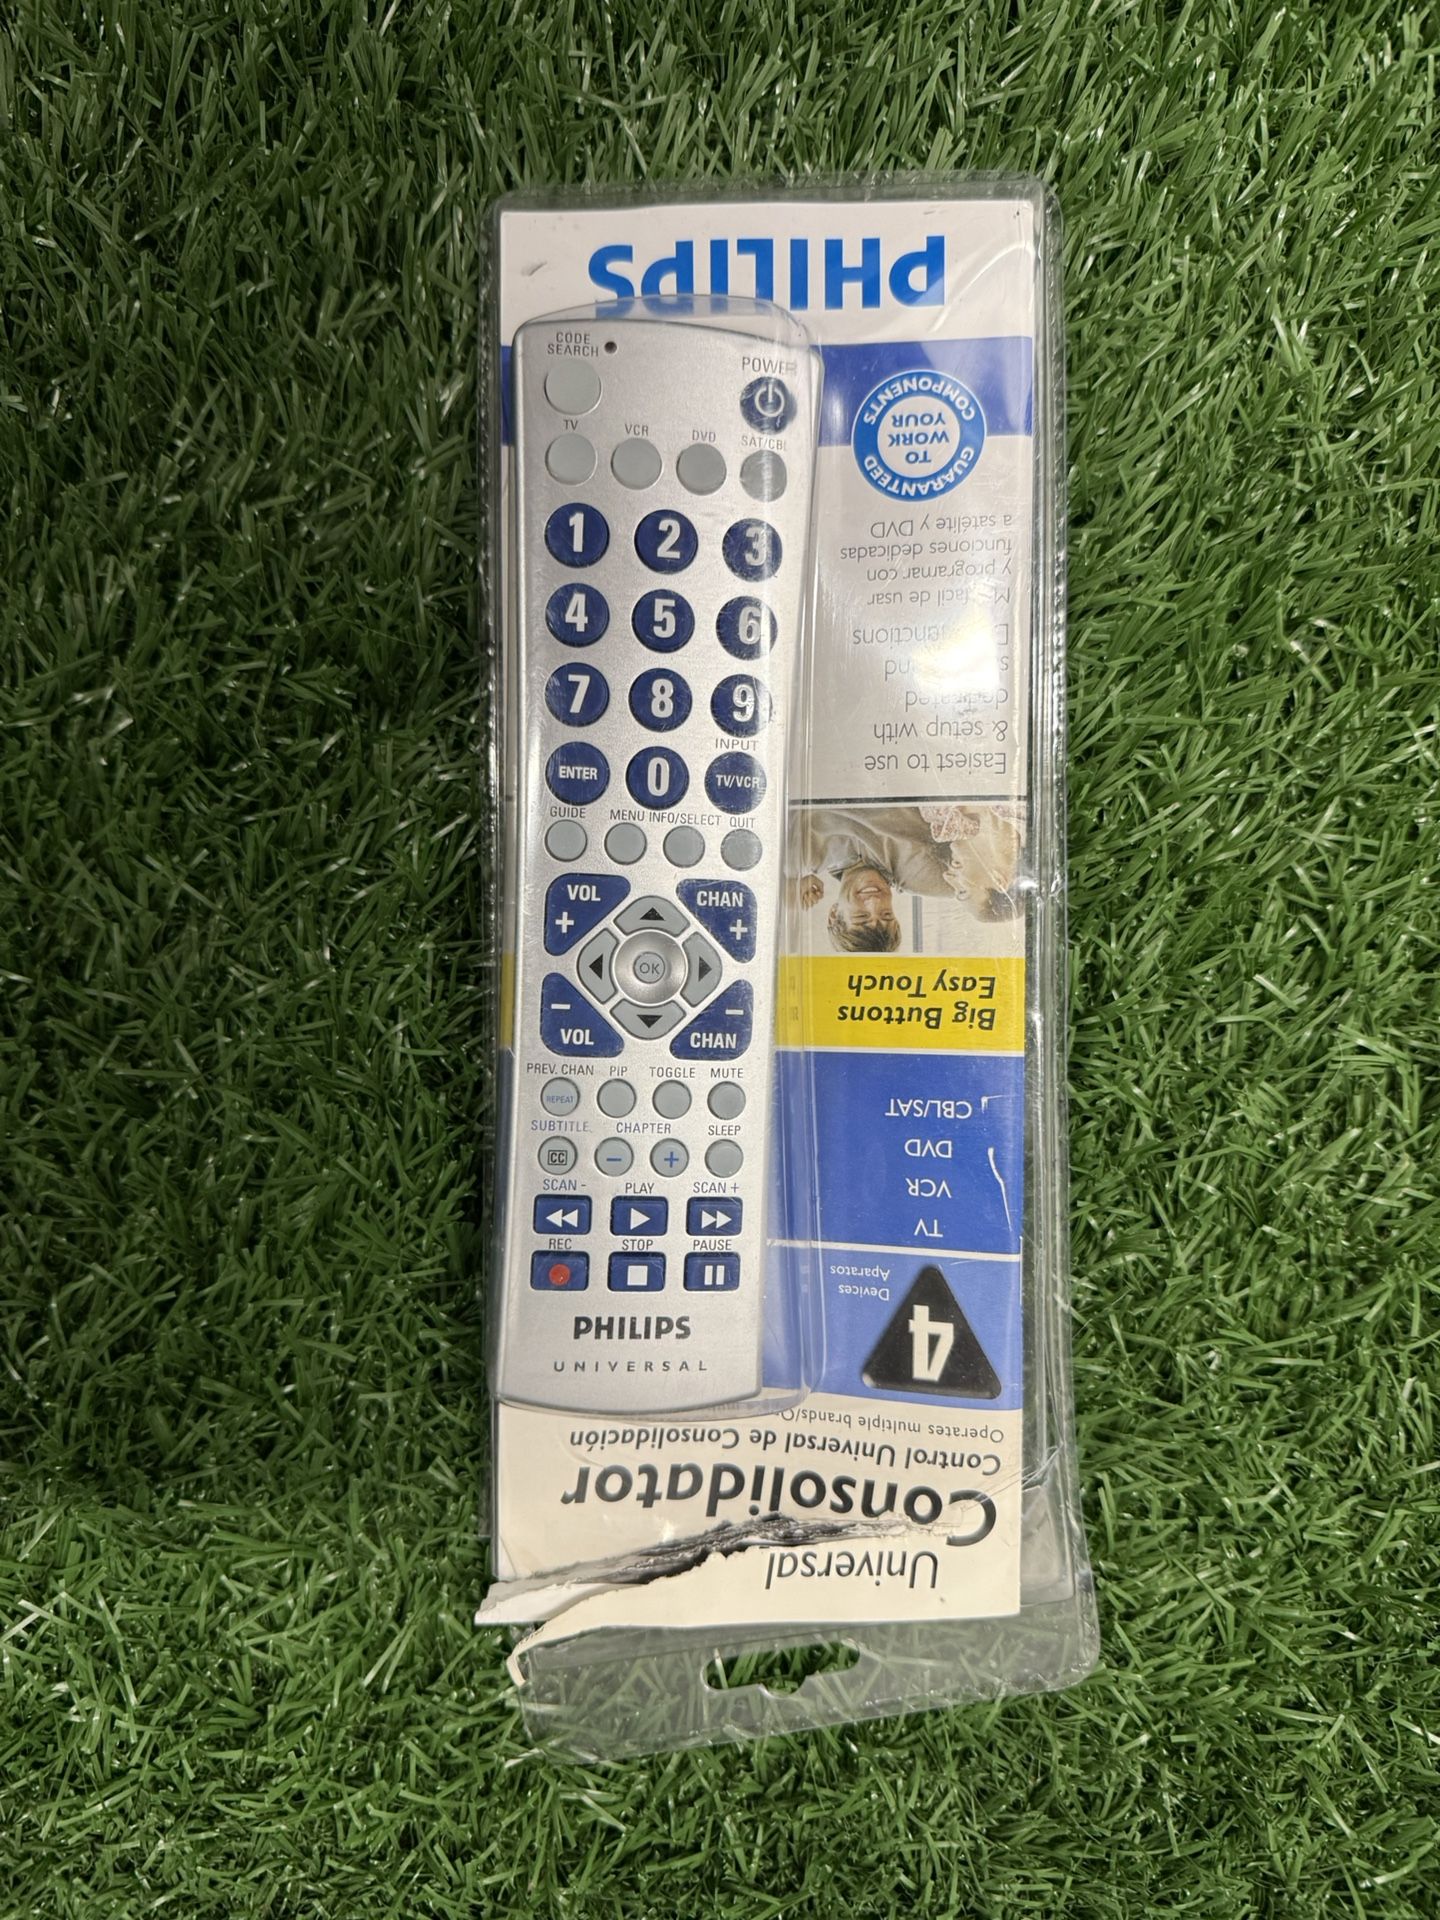 CODE
SEARCH
POWER
TV VCR DVD SAT/CBL
1 2 3
4 5 6
7 8 9
INPUT
ENTER 0 TV/VCR
GUIDE MENU INFO/SELECT QUIT
VOL CHAN
+ +
OK
- -
VOL CHAN
PREV. CHAN PIP TOGGLE MUTE
REPEAT
SUBTITLE CHAPTER SLEEP
CC - +
SCAN - PLAY SCAN +
REC STOP PAUSE
PHILIPS
UNIVERSAL
Universal
Consolidator
Control Universal de Consolidación
Operates multiple brands/
4
Devices
Aparatos
TV
VCR
DVD
CBL/SAT
Big Buttons
Easy Touch
Easiest to use
& setup with
functions
facil de usar
Y programar con
funciones dedicadas
a satélite y DVD
GUARANTEED
TO
WORK
YOUR
COMPONENTS
PHILIPS